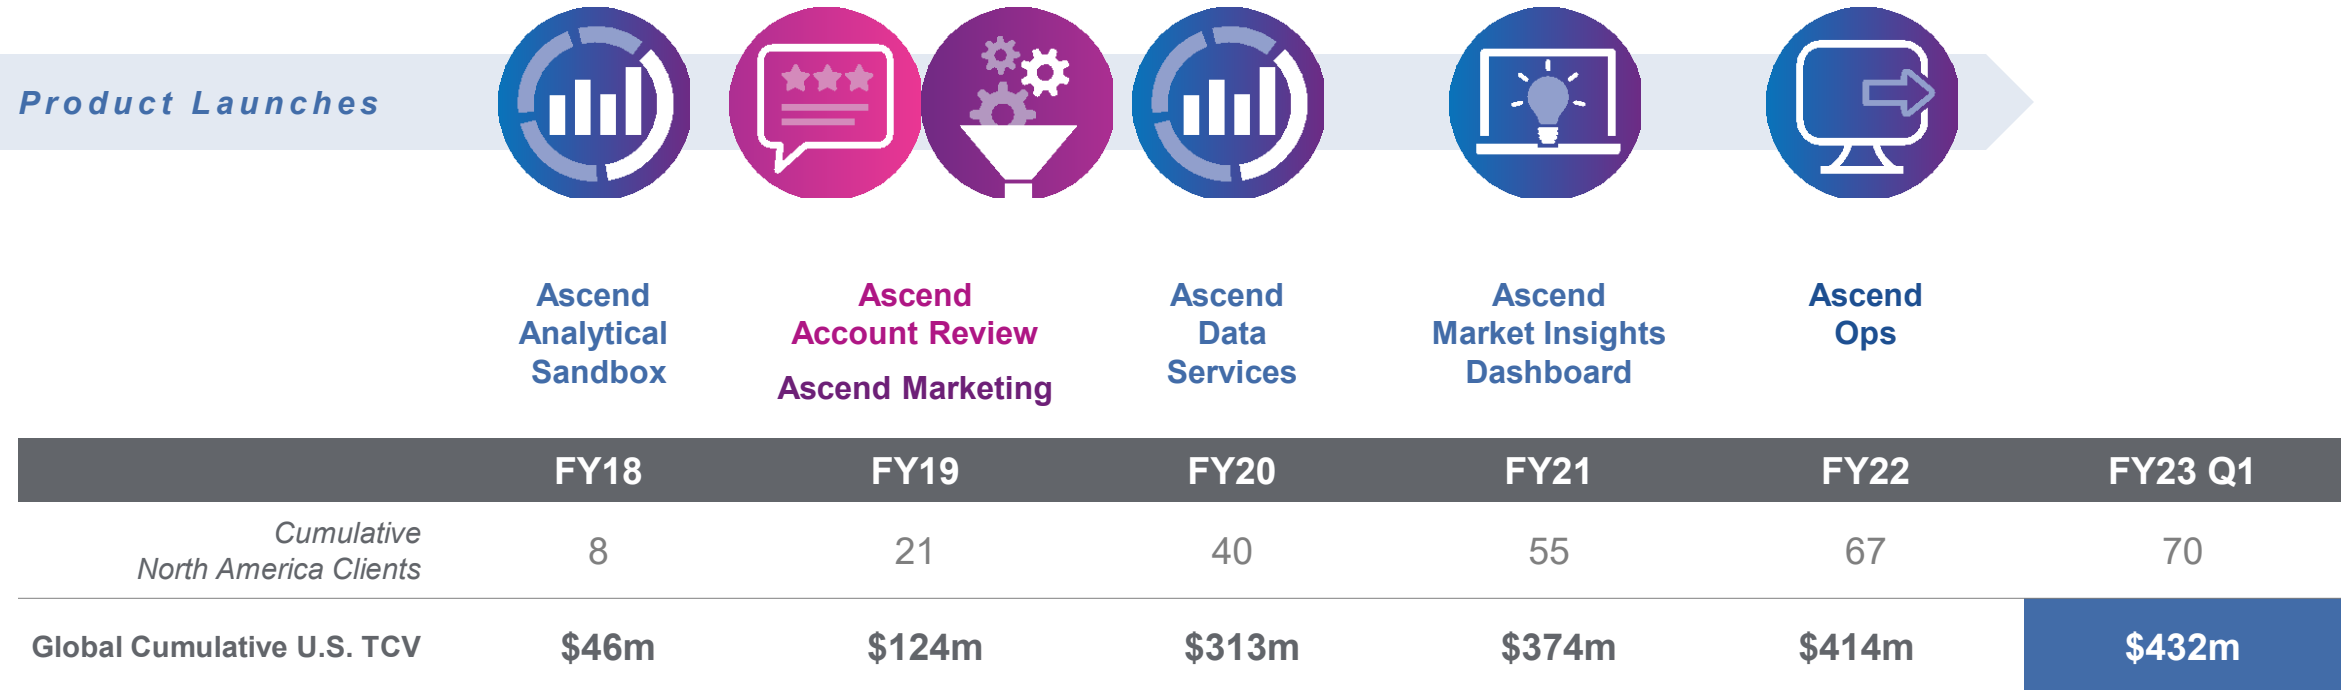 Product Launches
Ascend
Analytical
Sandbox
Ascend
Account Review
Ascend Marketing
Ascend
Data
Services
Ascend
Market Insights
Dashboard
Ascend
Ops
FY18 FY19 FY20 FY21 FY22 FY23 Q1
Cumulative
North America Clients 8 21 40 55 67 70
Global Cumulative U.S. TCV $46m $124m $313m $374m $414m $432m